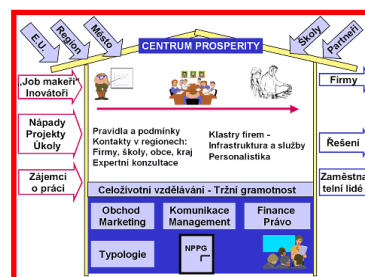 E.U.
Region
Město
CENTRUM PROSPERITY
Školy
Partneři
„Job makeři"
Inovátoři
Firmy
Nápady
Projekty
Úkoly
Pravidla a podmínky
Kontakty v regionech:
Firmy, školy, obce, kraj
Expertní konzultace
Klastry firem -
Infrastruktura a služby
Personalistika
Řešení
Zájemci
o práci
Zaměstna
telní lidé
Celoživotní vzdělávání - Tržní gramotnost
Obchod
Marketing
Komunikace
Management
Finance
Právo
Typologie
NPPG